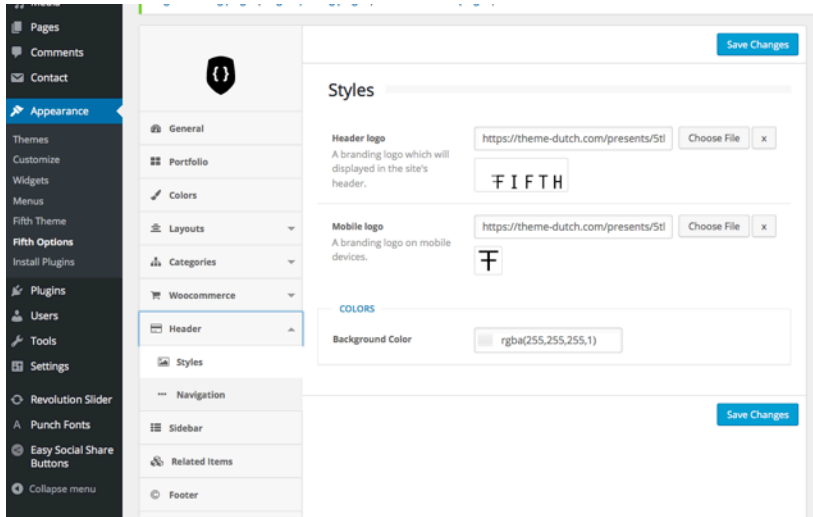 Pages
Comments
Contact
Appearance
Themes
Customize
Widgets
Menus
Fifth Theme
Fifth Options
Install Plugins
Plugins
Users
Tools
Settings
Revolution Slider
Punch Fonts
Easy Social Share
Buttons
Collapse menu
{}
General
Portfolio
Colors
Layouts
Categories
Woocommerce
Header
Styles
Navigation
Sidebar
Related Items
© Footer
Save Changes
Styles
Header logo
A branding logo which will
displayed in the site's
header.
https://theme-dutch.com/presents/5tl
Choose File
x
FIFTH
Mobile logo
A branding logo on mobile
devices.
https://theme-dutch.com/presents/5tl
Choose File
x
F
COLORS
Background Color
rgba(255,255,255,1)
Save Changes